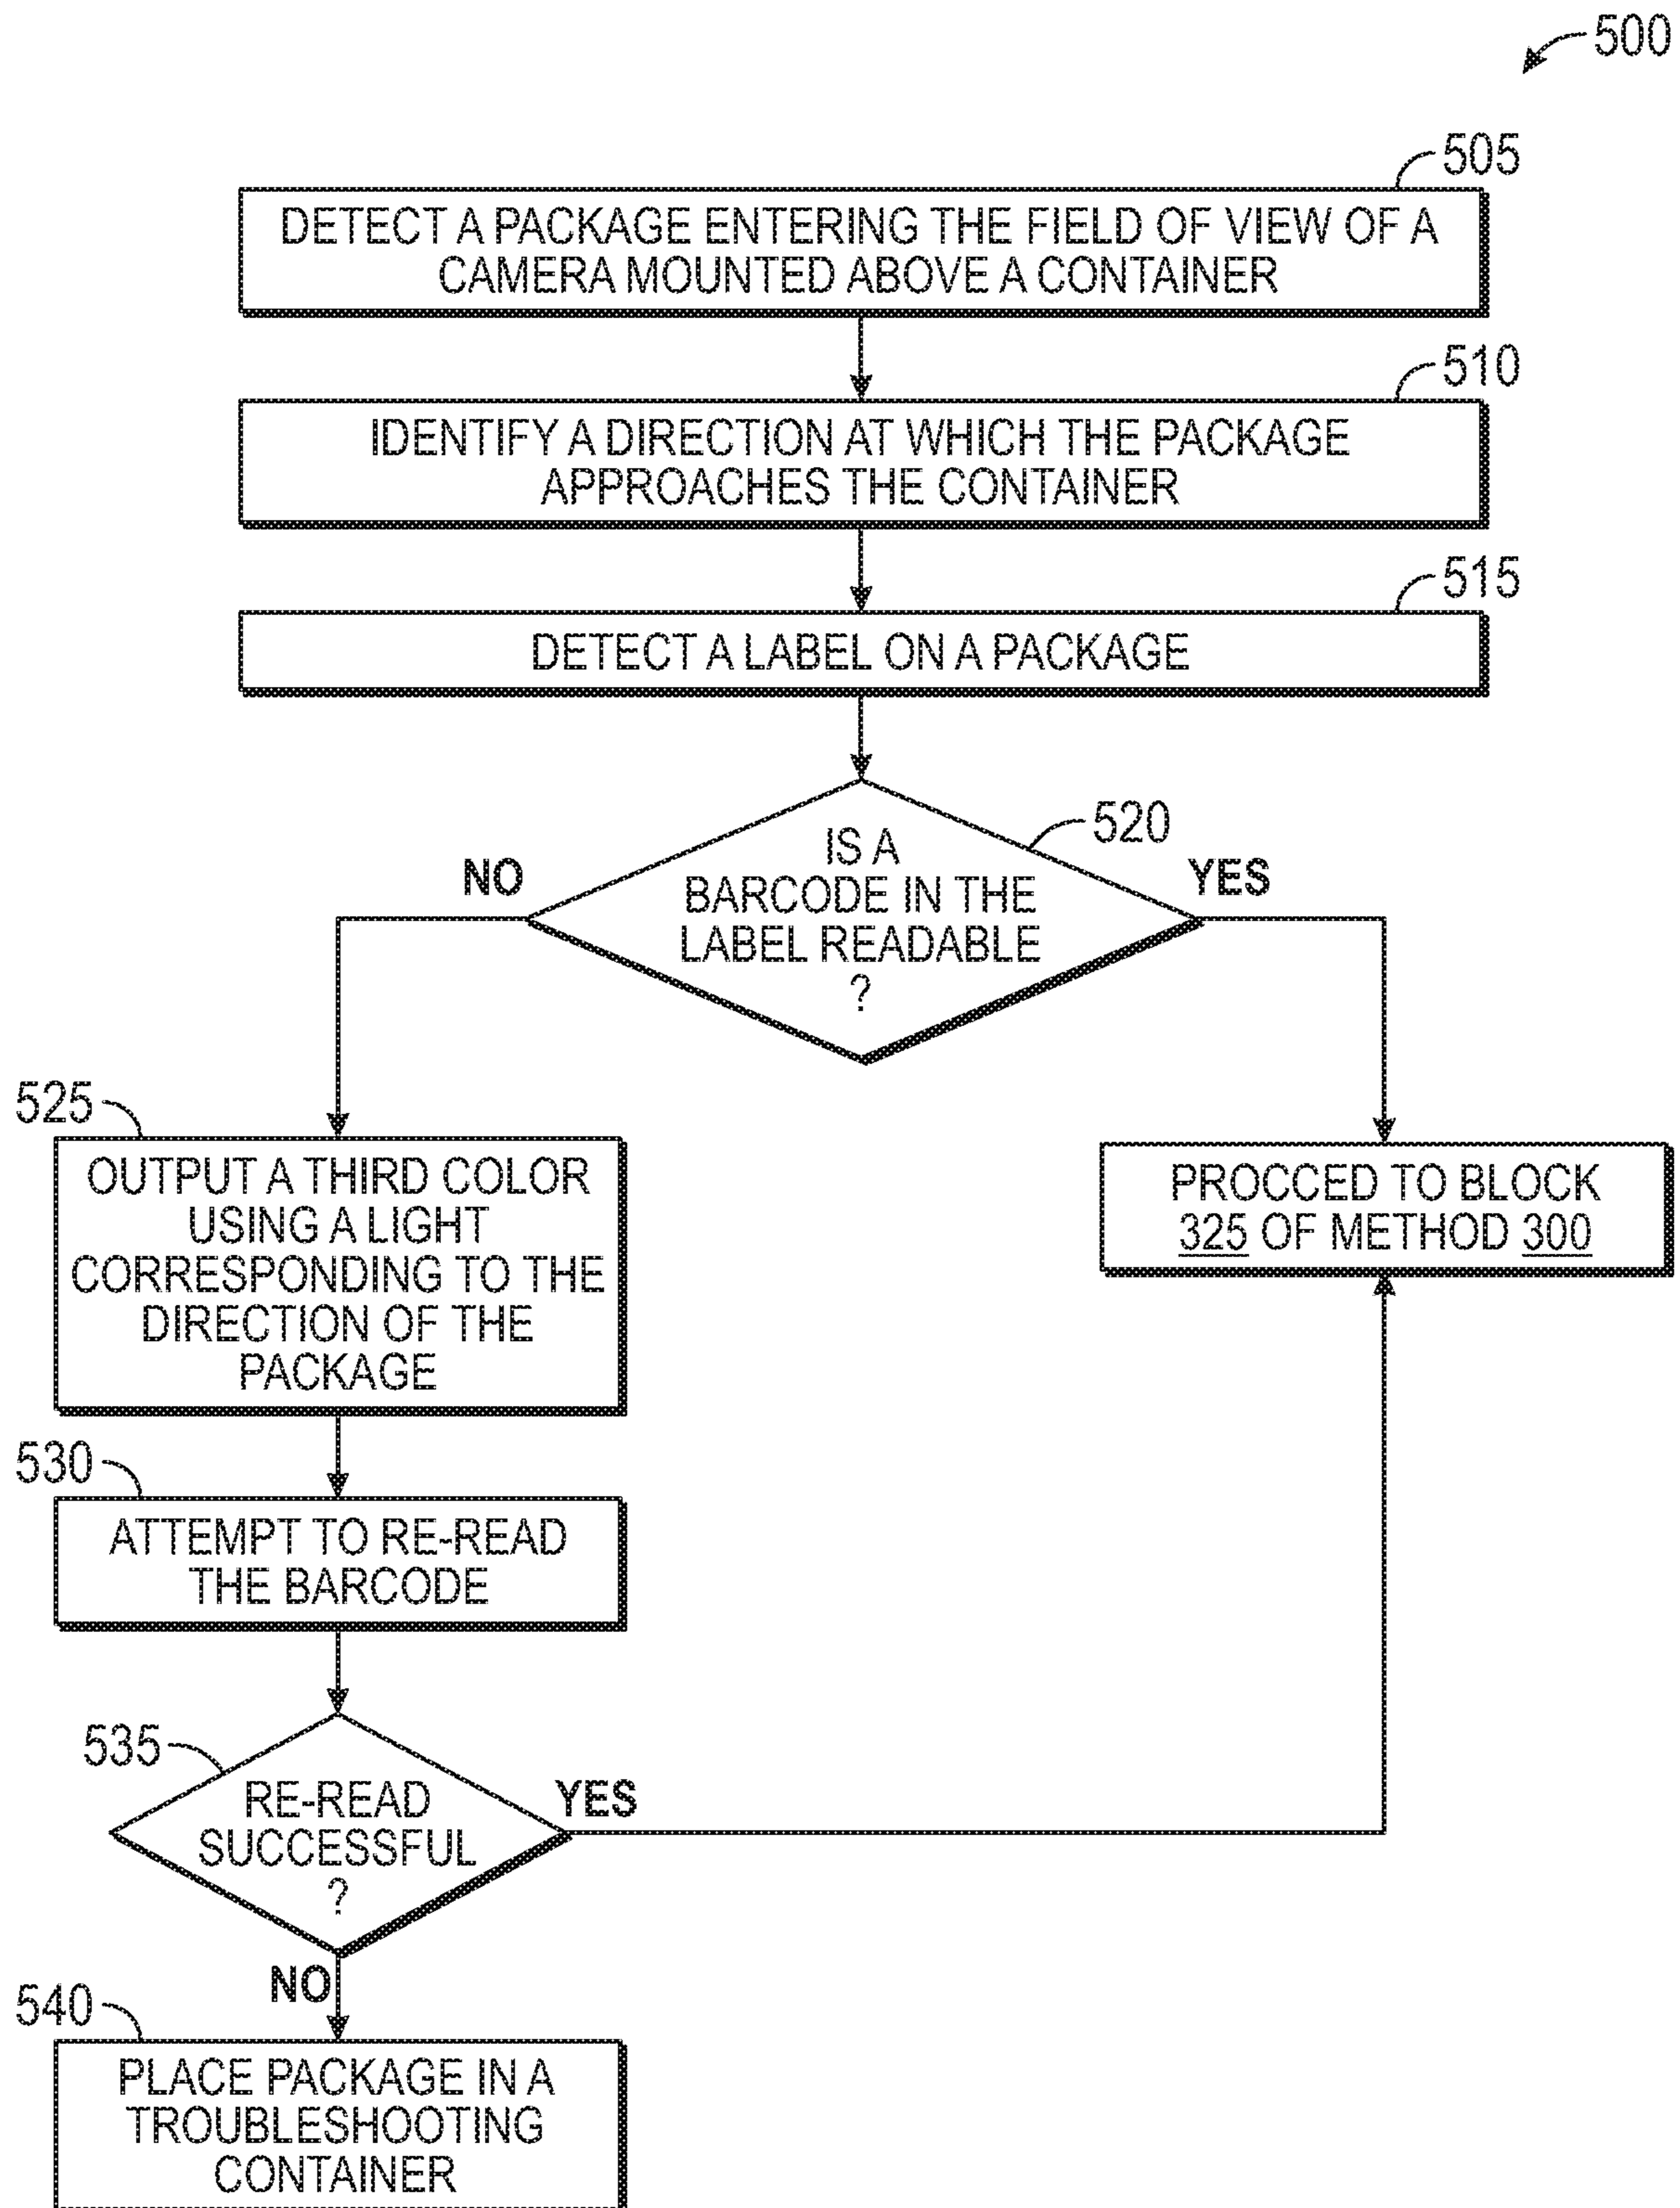 500
505
DETECT A PACKAGE ENTERING THE FIELD OF VIEW OF A
CAMERA MOUNTED ABOVE A CONTAINER
510
IDENTIFY A DIRECTION AT WHICH THE PACKAGE
APPROACHES THE CONTAINER
515
DETECT A LABEL ON A PACKAGE
520
IS A
BARCODE IN THE
LABEL READABLE
?
NO
YES
525
OUTPUT A THIRD COLOR
USING A LIGHT
CORRESPONDING TO THE
DIRECTION OF THE
PACKAGE
PROCCED TO BLOCK
325 OF METHOD 300
530
ATTEMPT TO RE-READ
THE BARCODE
535
RE-READ
SUCCESSFUL
?
YES
NO
540
PLACE PACKAGE IN A
TROUBLESHOOTING
CONTAINER